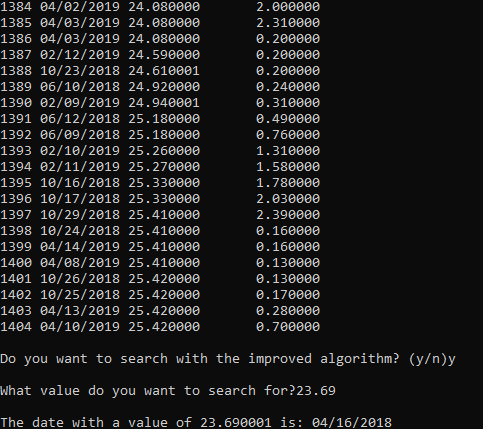 1384 04/02/2019 24.080000 2.000000
1385 04/03/2019 24.080000 2.310000
1386 04/03/2019 24.080000 0.200000
1387 02/12/2019 24.590000 0.200000
1388 10/23/2018 24.610001 0.200000
1389 06/10/2018 24.920000 0.240000
1390 02/09/2019 24.940001 0.310000
1391 06/12/2018 25.180000 0.490000
1392 06/09/2018 25.180000 0.760000
1393 02/10/2019 25.260000 1.310000
1394 02/11/2019 25.270000 1.580000
1395 10/16/2018 25.330000 1.780000
1396 10/17/2018 25.330000 2.030000
1397 10/29/2018 25.410000 2.390000
1398 10/24/2018 25.410000 0.160000
1399 04/14/2019 25.410000 0.160000
1400 04/08/2019 25.410000 0.130000
1401 10/26/2018 25.420000 0.130000
1402 10/25/2018 25.420000 0.170000
1403 04/13/2019 25.420000 0.280000
1404 04/10/2019 25.420000 0.700000
Do you want to search with the improved algorithm? (y/n)y
What value do you want to search for?23.69
The date with a value of 23.690001 is: 04/16/2018